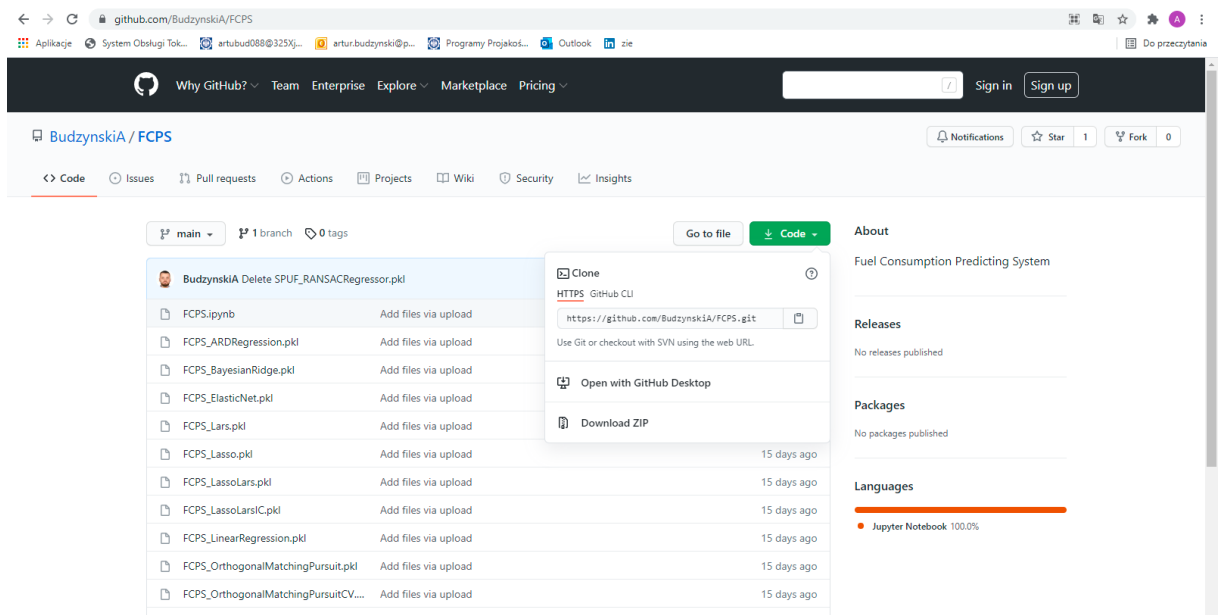 github.com/BudzynskiA/FCPS
A
Aplikacje System Obsługi Tok... artubud088@325Xj... artur.budzynski@p... Programy Projakoś... Outlook zie Do przeczytania
Why GitHub? Team Enterprise Explore Marketplace Pricing / Sign in Sign up
BudzynskiA / FCPS
Notifications Star 1 Fork 0
Code Issues Pull requests Actions Projects Wiki Security Insights
main 1 branch 0 tags Go to file Code
BudzynskiA Delete SPUF_RANSACRegressor.pkl
FCPS.ipynb Add files via upload
FCPS_ARDRegression.pkl Add files via upload
FCPS_BayesianRidge.pkl Add files via upload
FCPS_ElasticNet.pkl Add files via upload
FCPS_Lars.pkl Add files via upload
FCPS_Lasso.pkl Add files via upload 15 days ago
FCPS_LassoLars.pkl Add files via upload 15 days ago
FCPS_LassoLarsIC.pkl Add files via upload 15 days ago
FCPS_LinearRegression.pkl Add files via upload 15 days ago
FCPS_OrthogonalMatchingPursuit.pkl Add files via upload 15 days ago
FCPS_OrthogonalMatchingPursuitCV.... Add files via upload 15 days ago
Clone ?
HTTPS GitHub CLI
https://github.com/BudzynskiA/FCPS.git
Use Git or checkout with SVN using the web URL.
Open with GitHub Desktop
Download ZIP
About
Fuel Consumption Predicting System
Releases
No releases published
Packages
No packages published
Languages
Jupyter Notebook 100.0%